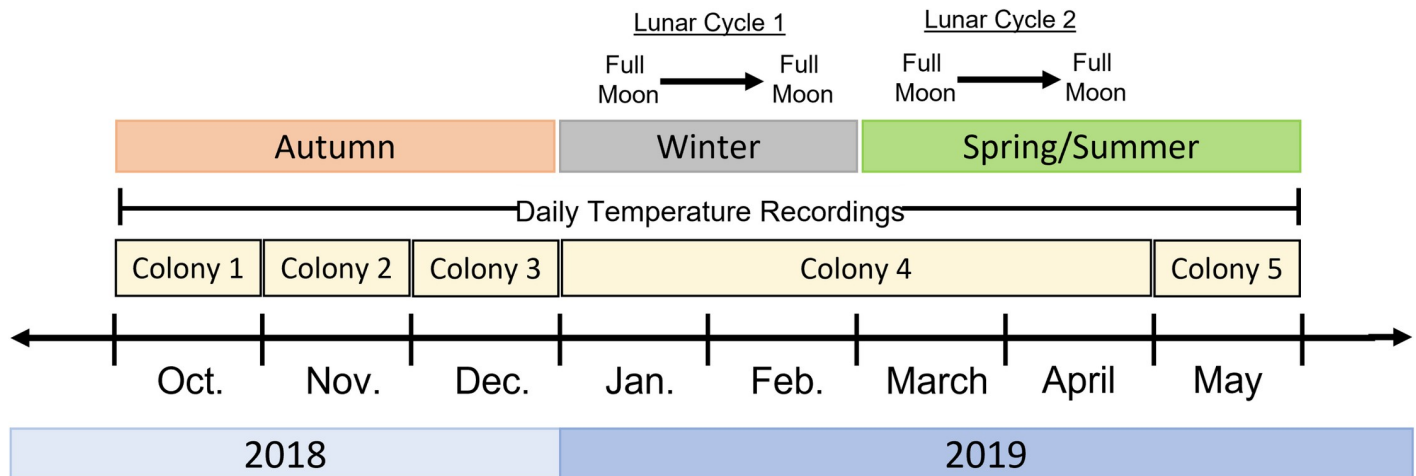 Lunar Cycle 1
Lunar Cycle 2
Full Moon
Full Moon
Full Moon
Full Moon
Autumn
Winter
Spring/Summer
Daily Temperature Recordings
Colony 1
Colony 2
Colony 3
Colony 4
Colony 5
Oct.
Nov.
Dec.
Jan.
Feb.
March
April
May
2018
2019